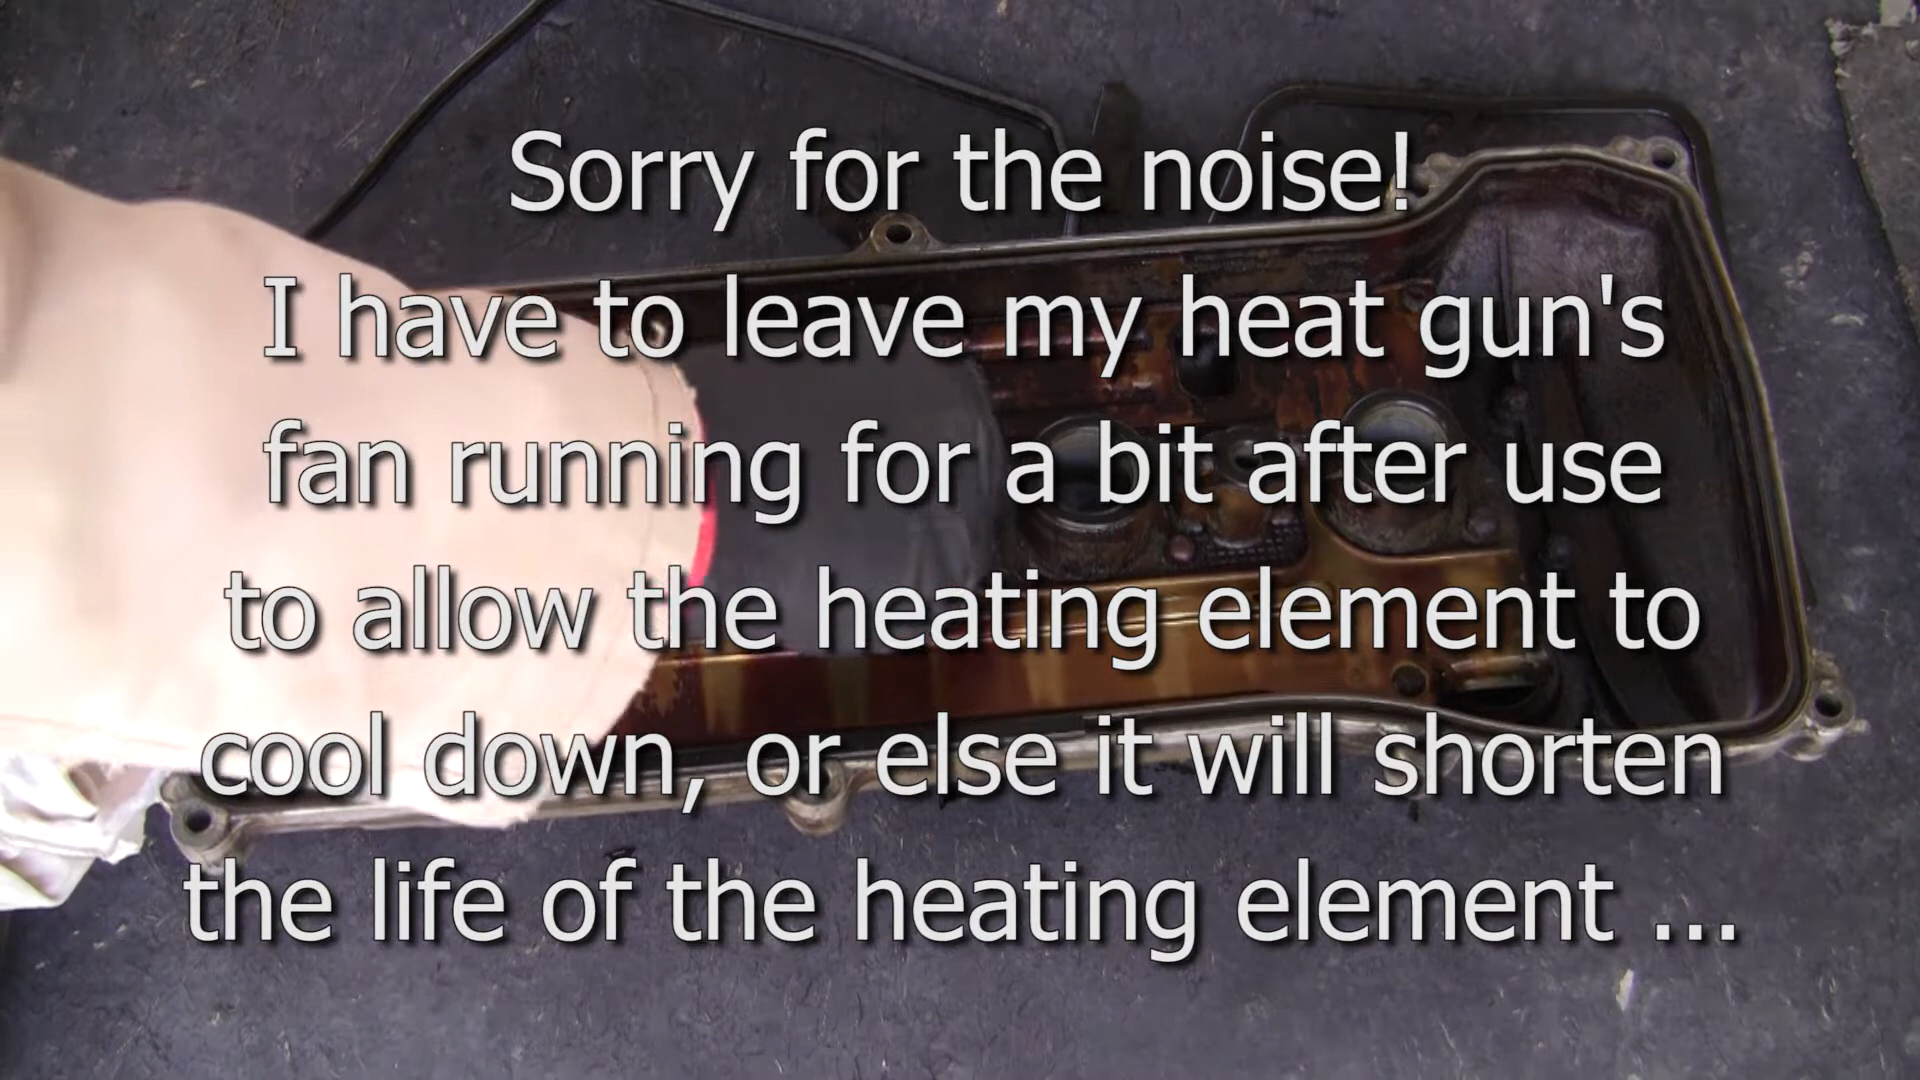 Sorry for the noise!
I have to leave my heat gun's
fan running for a bit after use
to allow the heating element to
cool down, or else it will shorten
the life of the heating element ...